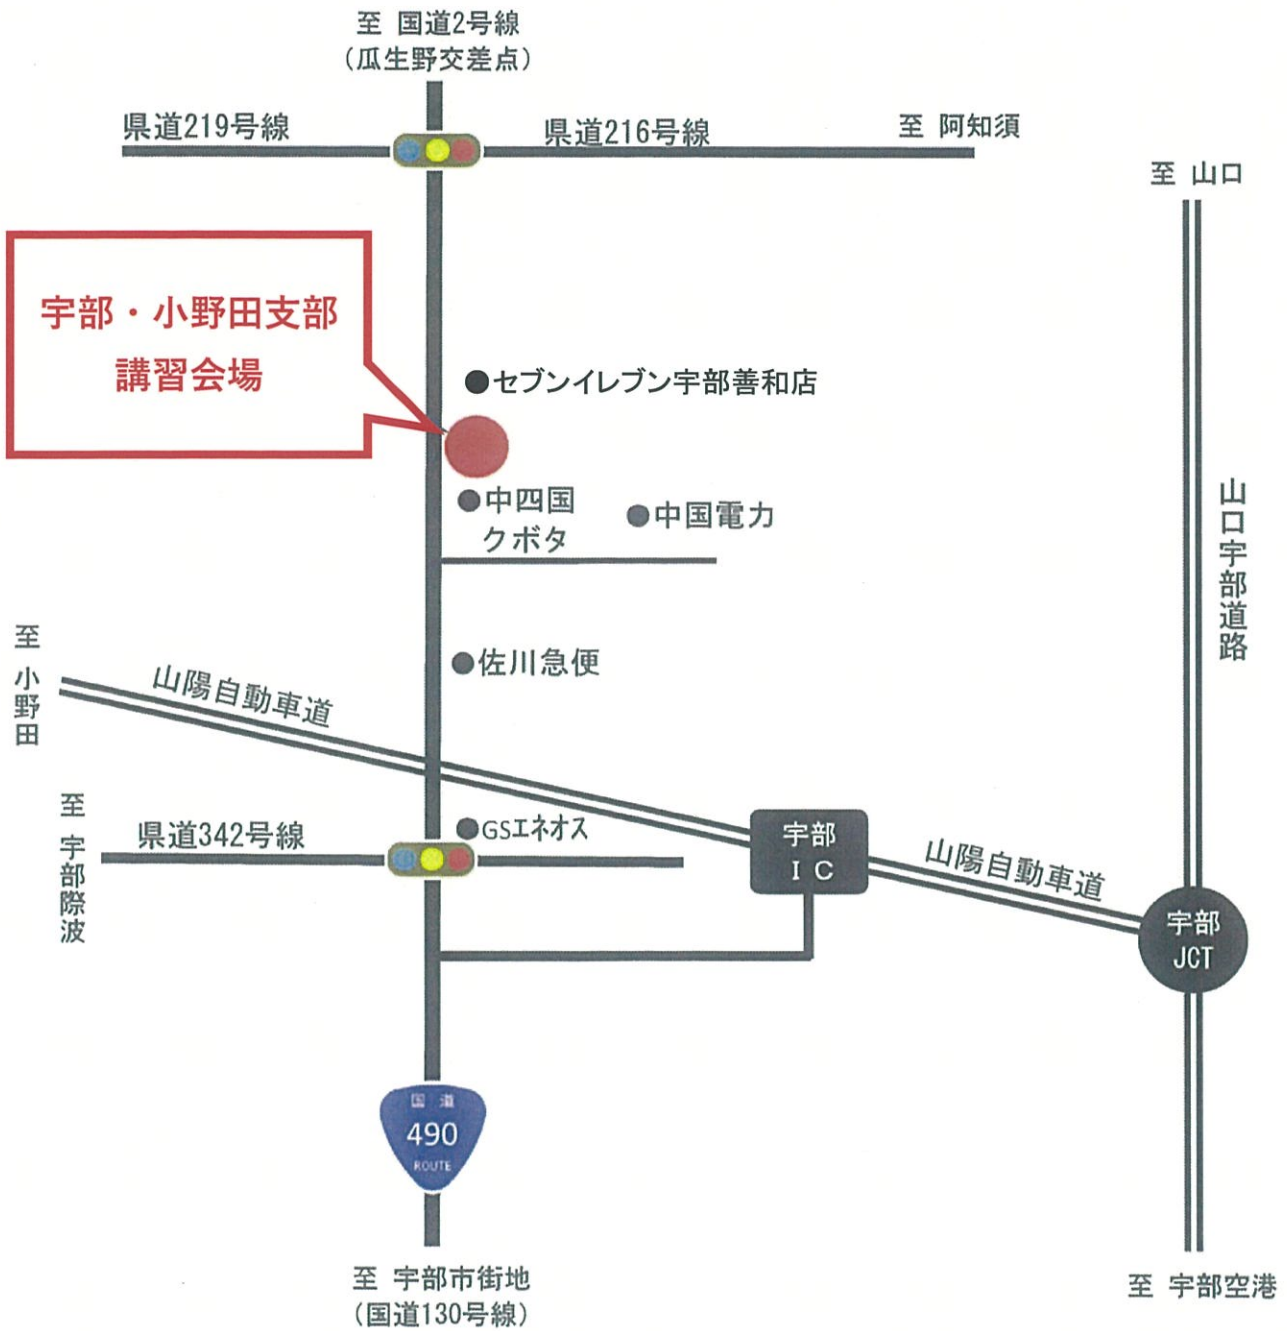 至 国道2号線
（瓜生野交差点）
県道219号線
県道216号線
至 阿知須
至 山口
宇部・小野田支部
講習会場
●セブンイレブン宇部善和店
●中四国
クボタ
●中国電力
山口宇部道路
●佐川急便
至 小野田
山陽自動車道
至 宇部際波
県道342号線
●GSエネオス
宇部
ＩＣ
山陽自動車道
宇部
JCT
国道
490
ROUTE
至 宇部市街地
（国道130号線）
至 宇部空港